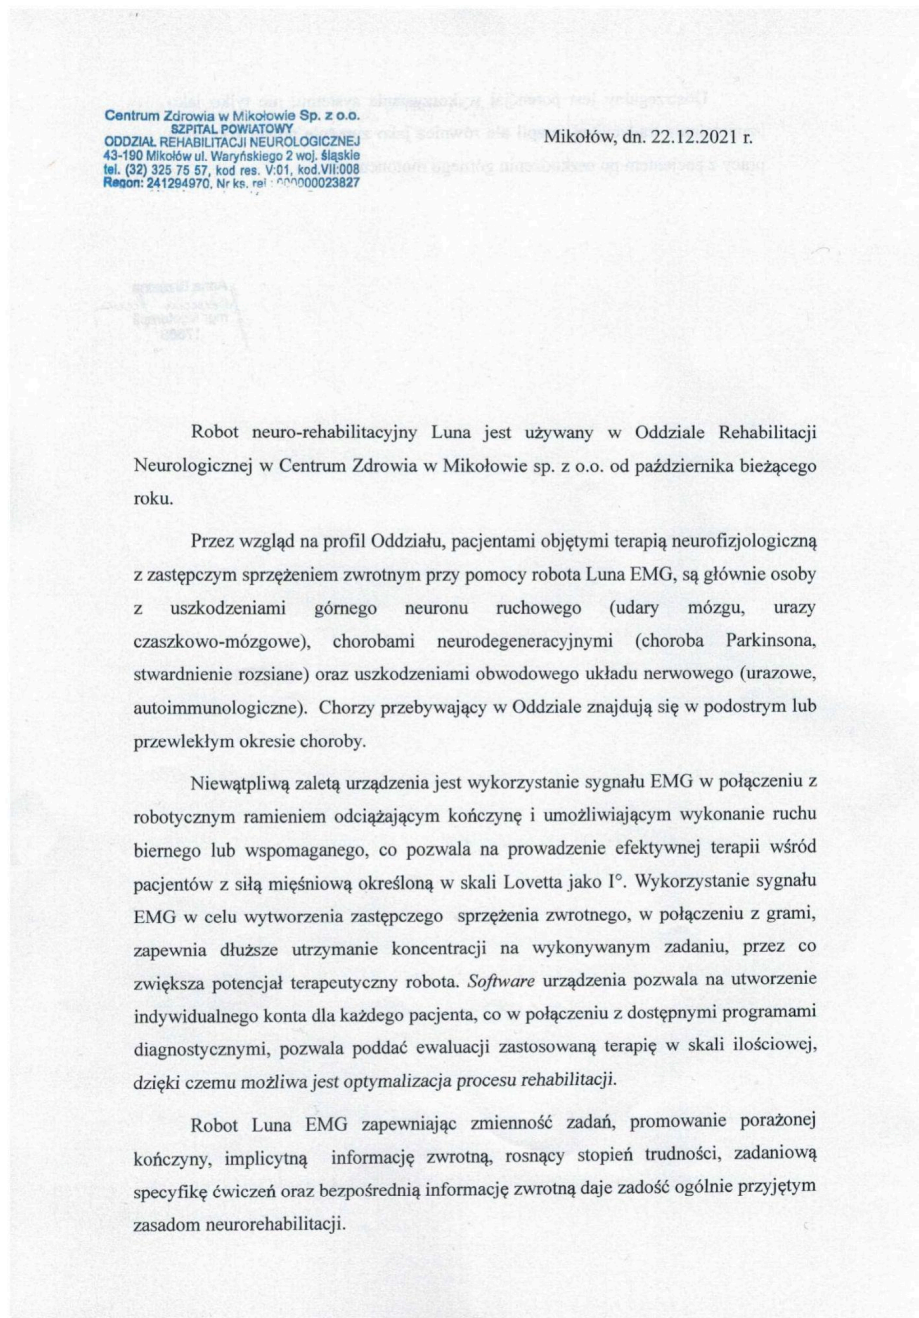 Centrum Zdrowia w Mikołowie Sp. z o.o.
SZPITAL POWIATOWY
ODDZIAŁ REHABILITACJI NEUROLOGICZNEJ
43-190 Mikołów ul. Waryńskiego 2 woj. śląskie
tel. (32) 325 75 57, kod res. V:01, kod.VII:008
Regon: 241294970, Nr ks. rej.: 000000023827
Mikołów, dn. 22.12.2021 r.
Robot neuro-rehabilitacyjny Luna jest używany w Oddziale Rehabilitacji
Neurologicznej w Centrum Zdrowia w Mikołowie sp. z o.o. od października bieżącego
roku.
Przez wzgląd na profil Oddziału, pacjentami objętymi terapią neurofizjologiczną
z zastępczym sprzężeniem zwrotnym przy pomocy robota Luna EMG, są głównie osoby
z uszkodzeniami górnego neuronu ruchowego (udary mózgu, urazy
czaszkowo-mózgowe), chorobami neurodegeneracyjnymi (choroba Parkinsona,
stwardnienie rozsiane) oraz uszkodzeniami obwodowego układu nerwowego (urazowe,
autoimmunologiczne). Chorzy przebywający w Oddziale znajdują się w podostrym lub
przewlekłym okresie choroby.
Niewątpliwą zaletą urządzenia jest wykorzystanie sygnału EMG w połączeniu z
robotycznym ramieniem odciążającym kończynę i umożliwiającym wykonanie ruchu
biernego lub wspomaganego, co pozwala na prowadzenie efektywnej terapii wśród
pacjentów z siłą mięśniową określoną w skali Lovetta jako I°. Wykorzystanie sygnału
EMG w celu wytworzenia zastępczego sprzężenia zwrotnego, w połączeniu z grami,
zapewnia dłuższe utrzymanie koncentracji na wykonywanym zadaniu, przez co
zwiększa potencjał terapeutyczny robota. Software urządzenia pozwala na utworzenie
indywidualnego konta dla każdego pacjenta, co w połączeniu z dostępnymi programami
diagnostycznymi, pozwala poddać ewaluacji zastosowaną terapię w skali ilościowej,
dzięki czemu możliwa jest optymalizacja procesu rehabilitacji.
Robot Luna EMG zapewniając zmienność zadań, promowanie porażonej
kończyny, implicytną informację zwrotną, rosnący stopień trudności, zadaniową
specyfikę ćwiczeń oraz bezpośrednią informację zwrotną daje zadość ogólnie przyjętym
zasadom neurorehabilitacji.